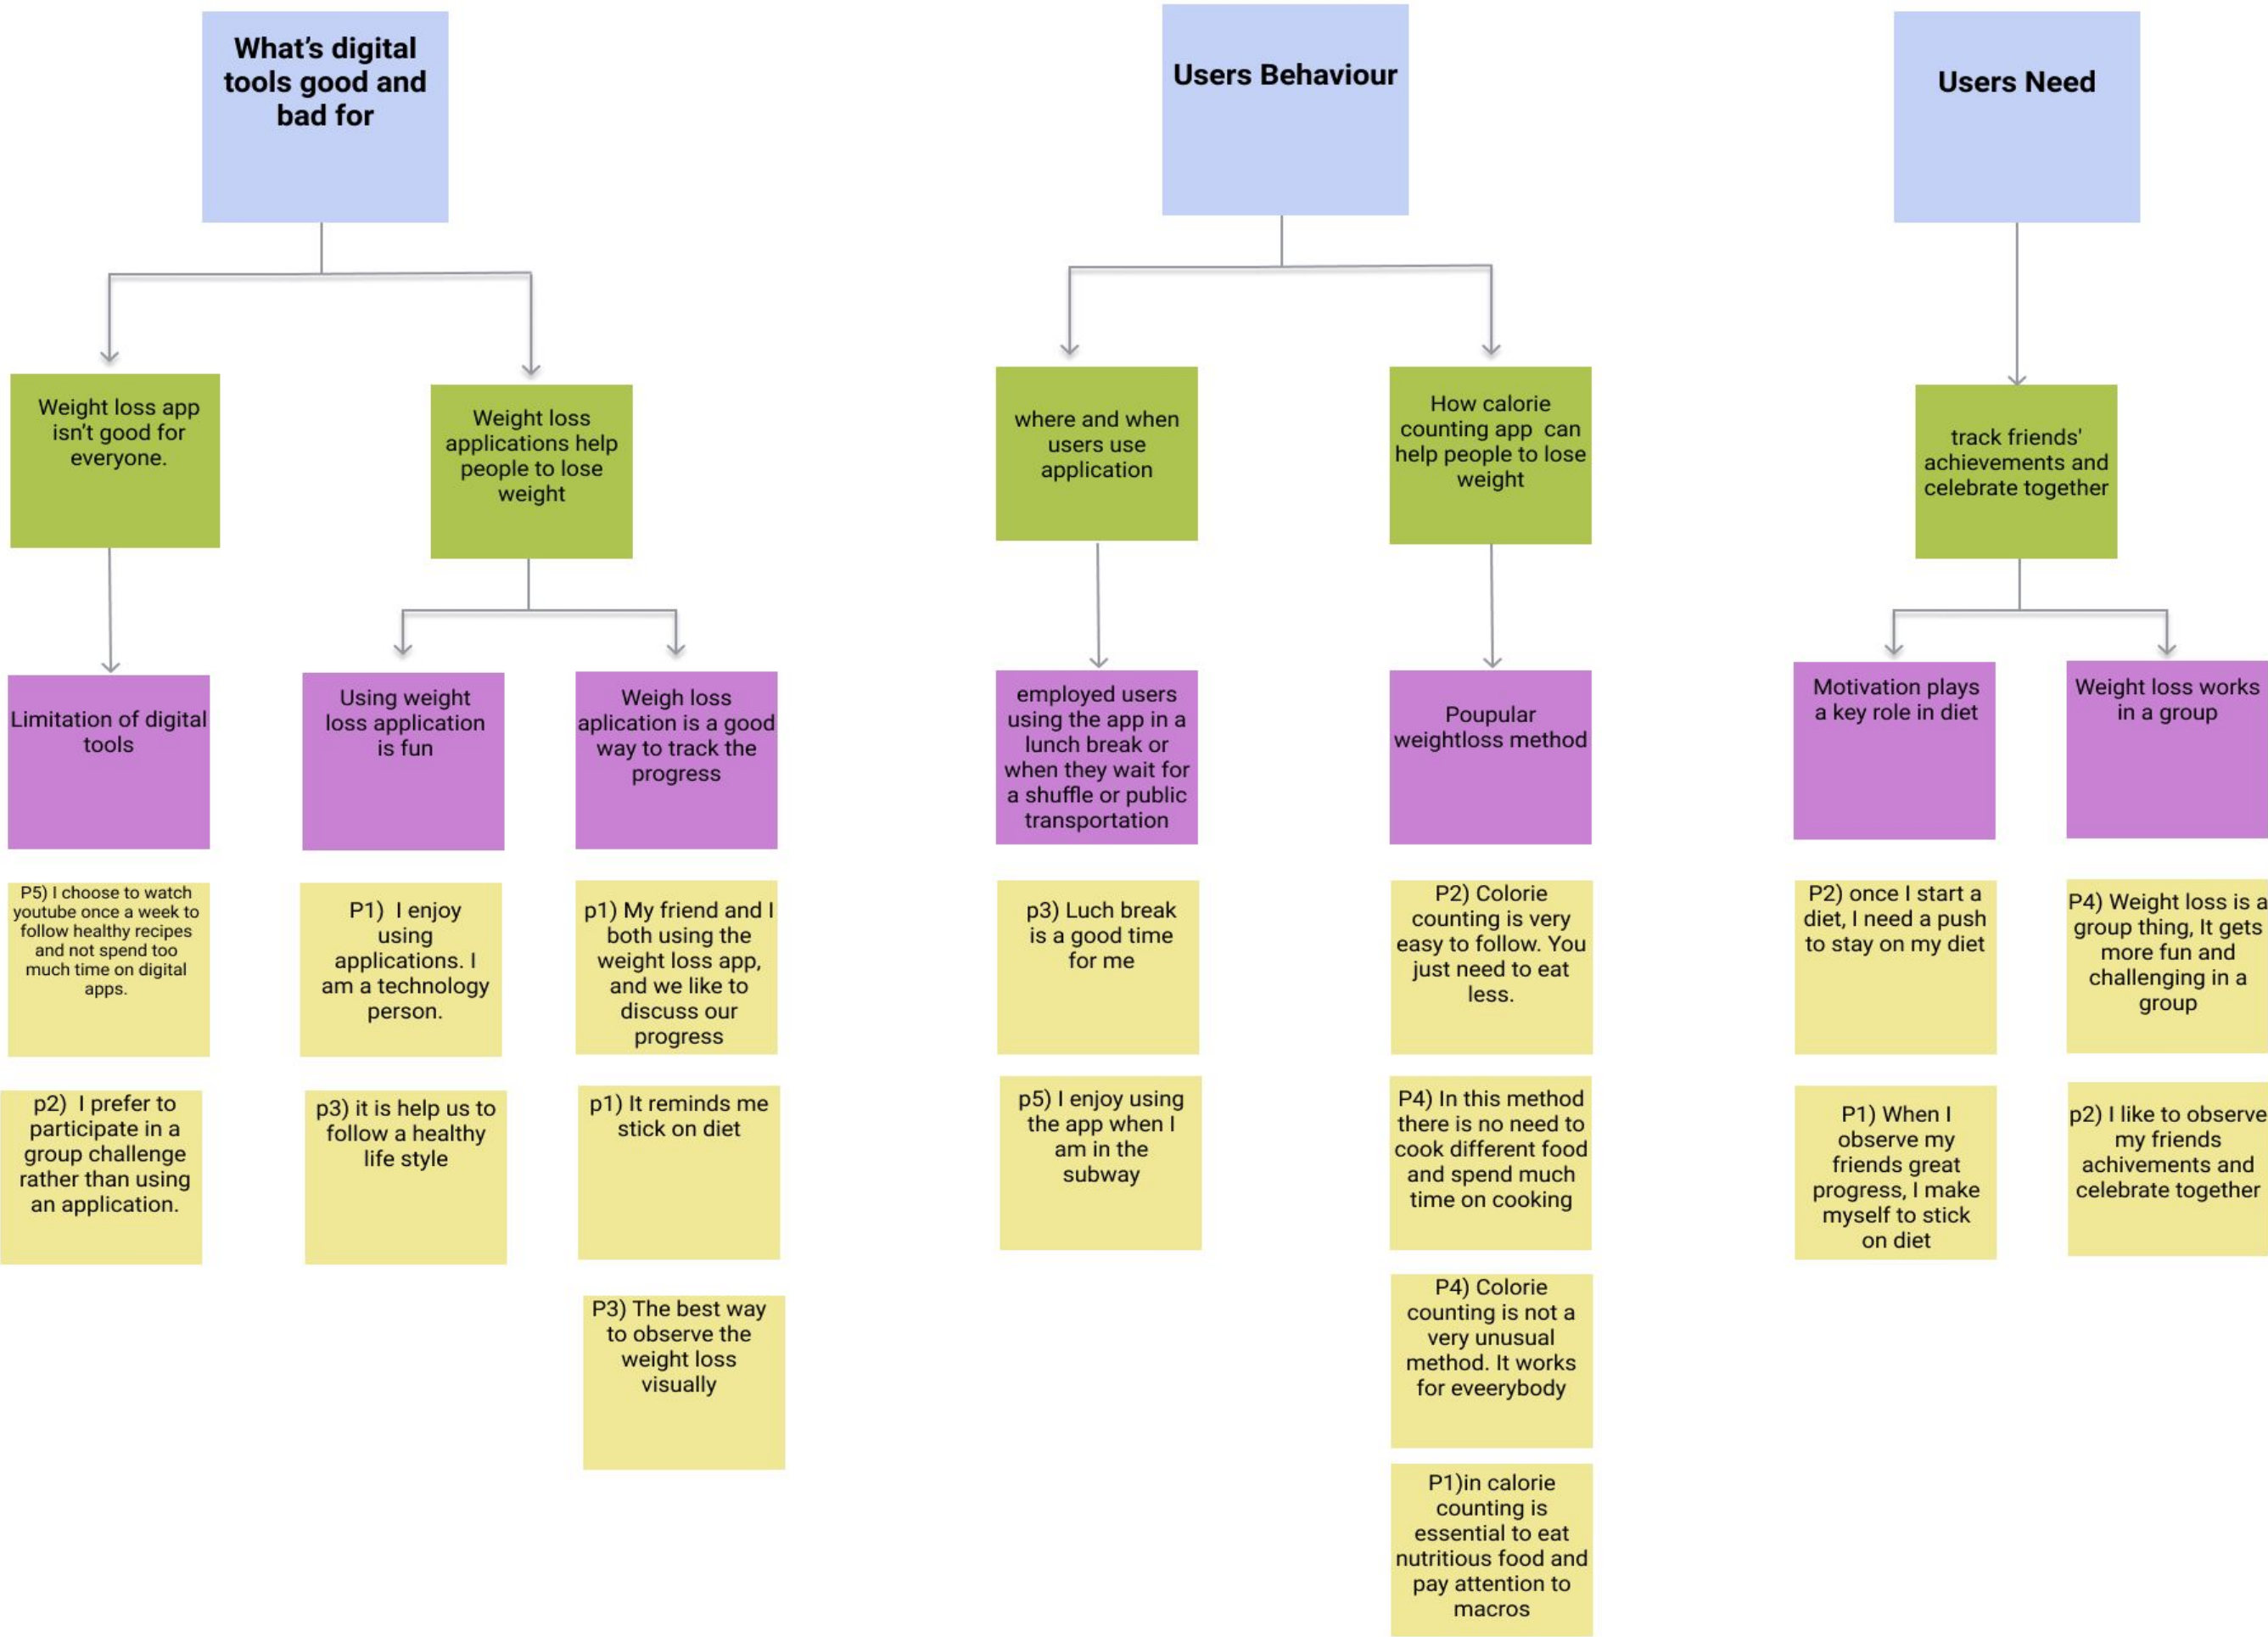 What's digital
tools good and
bad for
Users Behaviour
Users Need
Weight loss app
isn't good for
everyone.
Weight loss
applications help
people to lose
weight
where and when
users use
application
How calorie
counting app can
help people to lose
weight
track friends'
achievements and
celebrate together
Limitation of digital
tools
Using weight
loss application
is fun
Weigh loss
aplication is a good
way to track the
progress
employed users
using the app in a
lunch break or
when they wait for
a shuffle or public
transportation
Poupular
weightloss method
Motivation plays
a key role in diet
Weight loss works
in a group
P5) I choose to watch
youtube once a week to
follow healthy recipes
and not spend too
much time on digital
apps.
P1) I enjoy
using
applications. I
am a technology
person.
p1) My friend and I
both using the
weight loss app,
and we like to
discuss our
progress
p3) Luch break
is a good time
for me
P2) Colorie
counting is very
easy to follow. You
just need to eat
less.
P2) once I start a
diet, I need a push
to stay on my diet
P4) Weight loss is a
group thing, It gets
more fun and
challenging in a
group
p2) I prefer to
participate in a
group challenge
rather than using
an application.
p3) it is help us to
follow a healthy
life style
p1) It reminds me
stick on diet
p5) I enjoy using
the app when I
am in the
subway
P4) In this method
there is no need to
cook different food
and spend much
time on cooking
P1) When I
observe my
friends great
progress, I make
myself to stick
on diet
p2) I like to observe
my friends
achivements and
celebrate together
P3) The best way
to observe the
weight loss
visually
P4) Colorie
counting is not a
very unusual
method. It works
for eveerybody
P1)in calorie
counting is
essential to eat
nutritious food and
pay attention to
macros